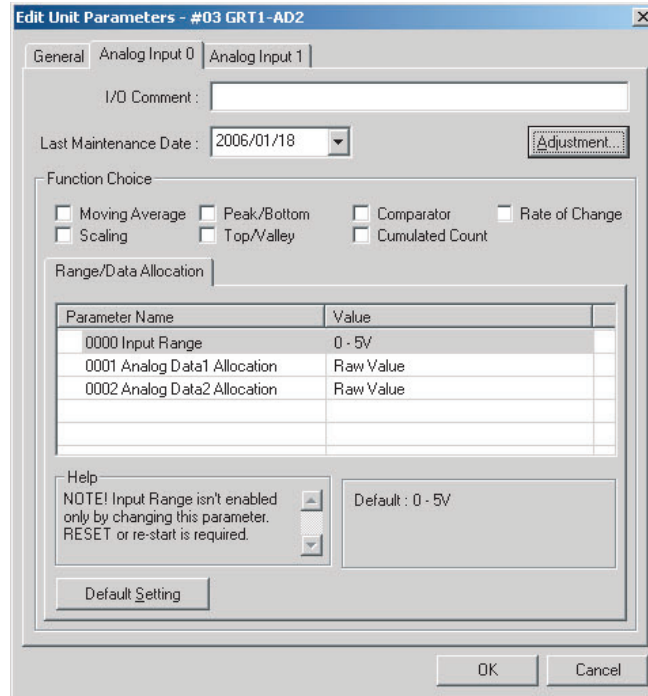 Edit Unit Parameters - #03 GRT1-AD2
General Analog Input 0 Analog Input 1
I/O Comment :
Last Maintenance Date : 2006/01/18 Adjustment...
Function Choice
Moving Average Peak/Bottom Comparator Rate of Change
Scaling Top/Valley Cumulated Count
Range/Data Allocation
Parameter Name Value
0000 Input Range 0 - 5V
0001 Analog Data1 Allocation Raw Value
0002 Analog Data2 Allocation Raw Value
Help
NOTE! Input Range isn't enabled
only by changing this parameter.
RESET or re-start is required.
Default : 0 - 5V
Default Setting
OK Cancel